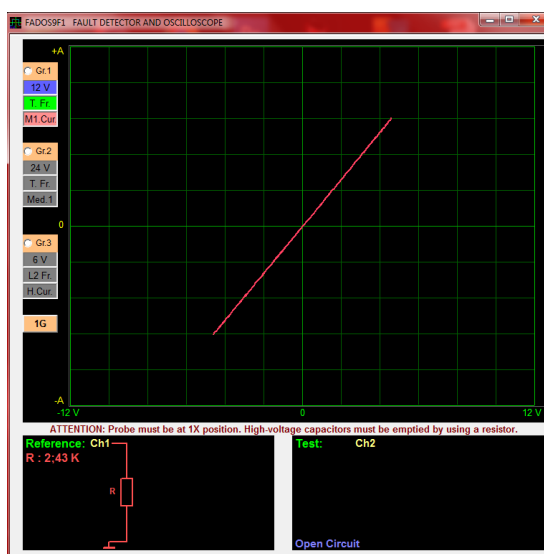 FADOS9F1 FAULT DETECTOR AND OSCILLOSCOPE
+A
Gr.1
12 V
T. Fr.
M1.Cur
Gr.2
24 V
T. Fr.
Med.1
0
Gr.3
6 V
L2 Fr.
H.Cur.
1G
-A
-12 V 0 12 V
ATTENTION: Probe must be at 1X position. High-voltage capacitors must be emptied by using a resistor.
Reference: Ch1
R : 2;43 K
R
Test: Ch2
Open Circuit